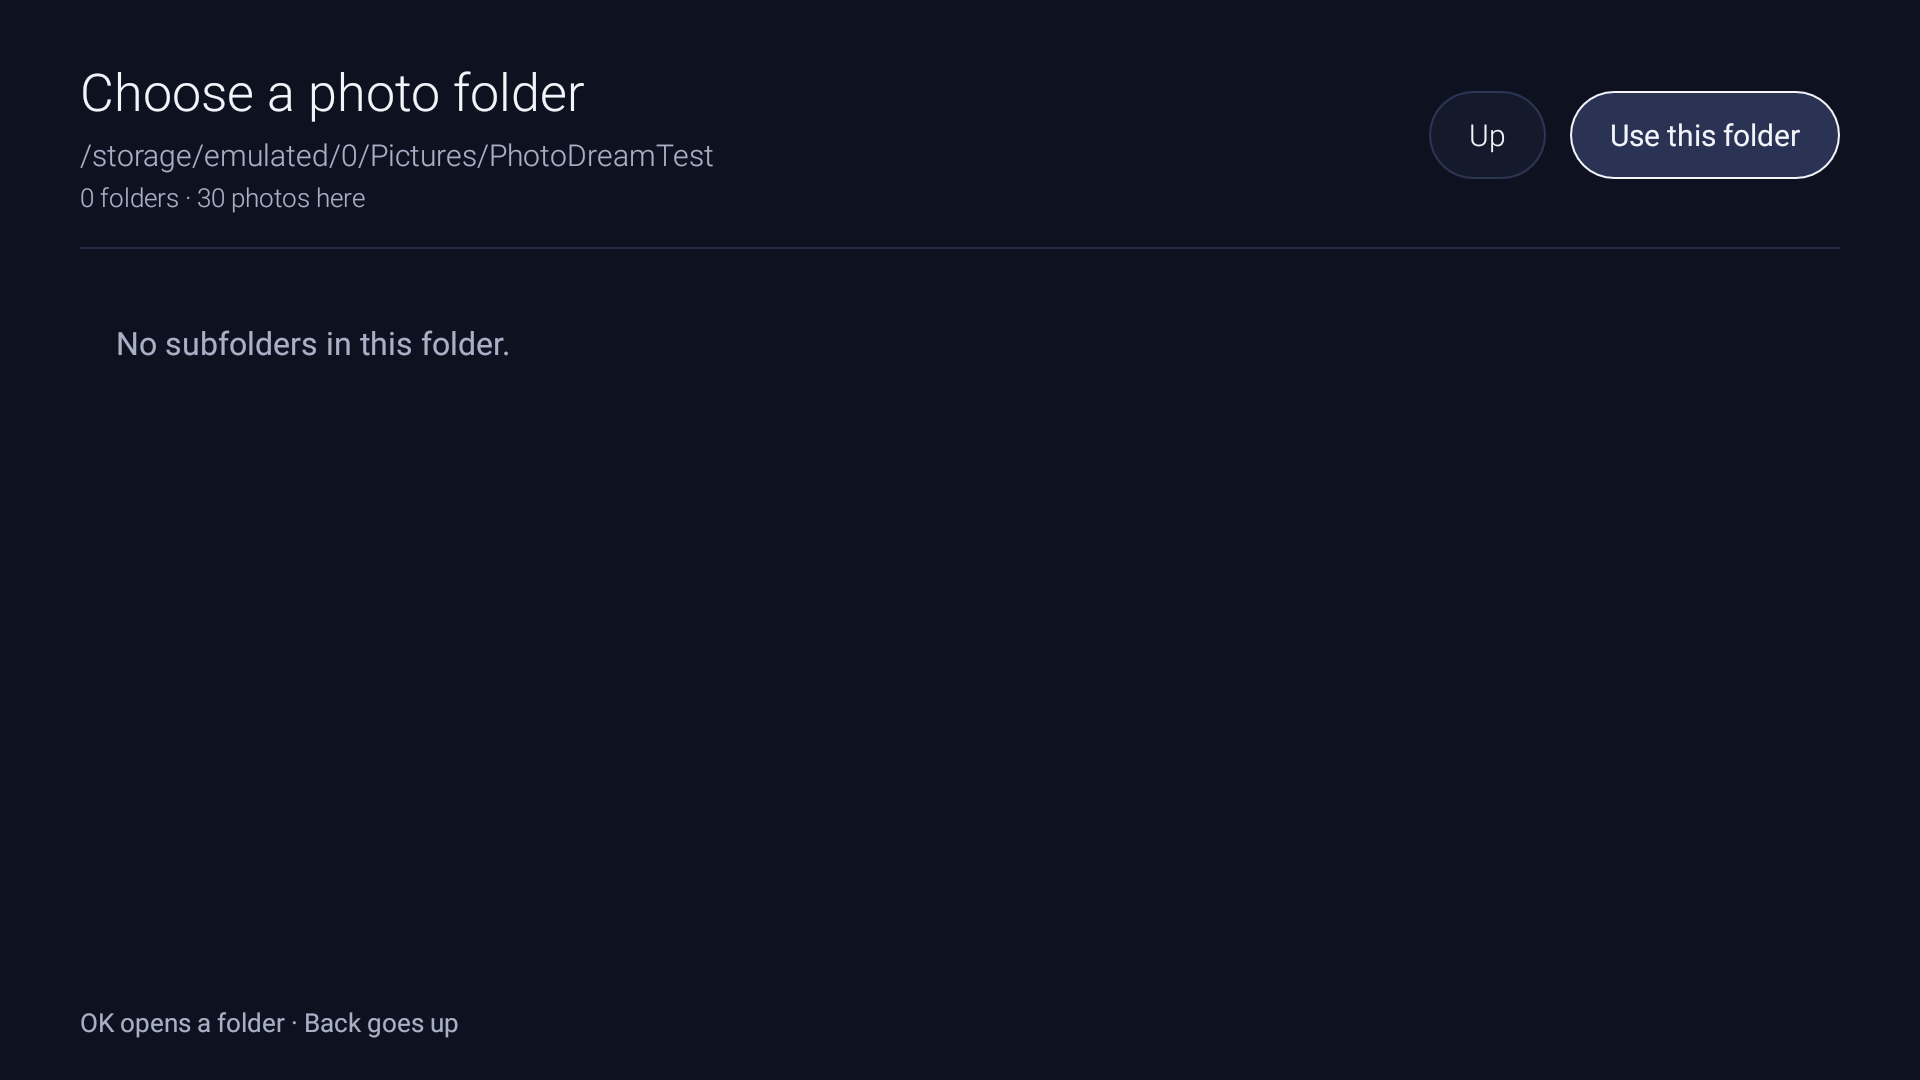 Choose a photo folder
/storage/emulated/0/Pictures/PhotoDreamTest
0 folders · 30 photos here
Up
Use this folder
No subfolders in this folder.
OK opens a folder · Back goes up